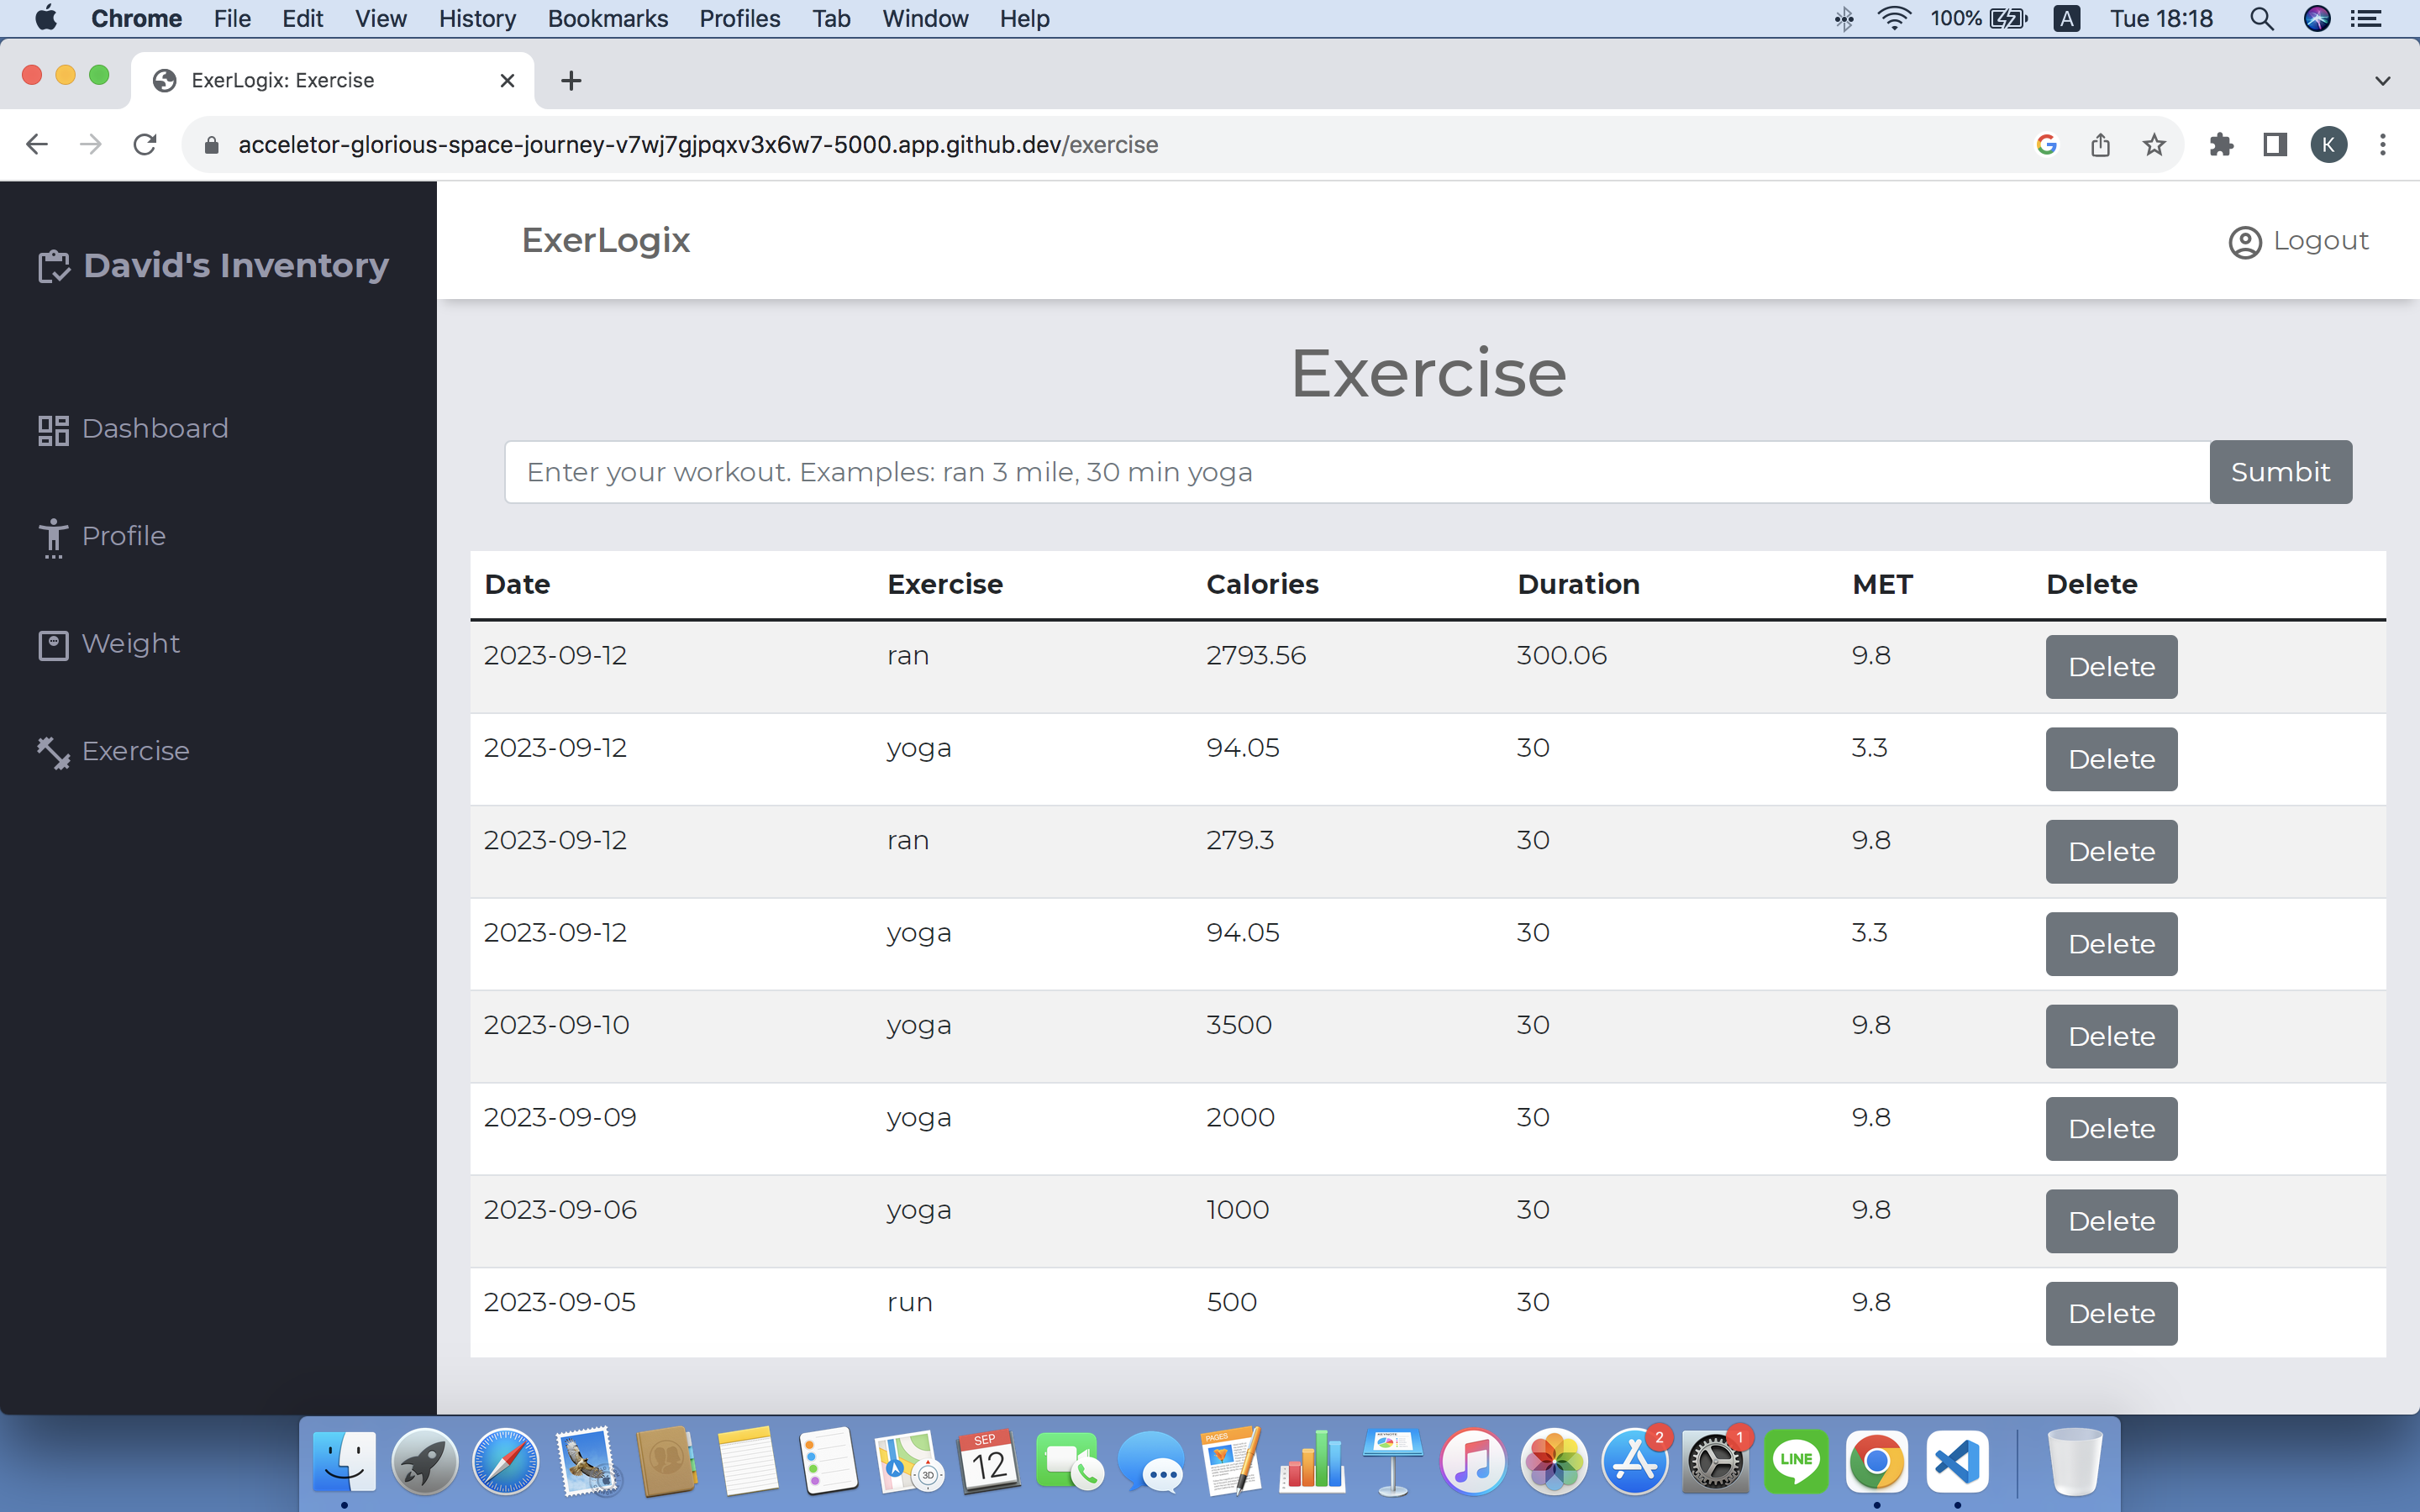 Chrome File Edit View History Bookmarks Profiles Tab Window Help 100% A Tue 18:18
ExerLogix: Exercise
acceletor-glorious-space-journey-v7wj7gjpqxv3x6w7-5000.app.github.dev/exercise K
David's Inventory
Dashboard
Profile
Weight
Exercise
ExerLogix Logout
Exercise
Enter your workout. Examples: ran 3 mile, 30 min yoga Sumbit
Date Exercise Calories Duration MET Delete
2023-09-12 ran 2793.56 300.06 9.8 Delete
2023-09-12 yoga 94.05 30 3.3 Delete
2023-09-12 ran 279.3 30 9.8 Delete
2023-09-12 yoga 94.05 30 3.3 Delete
2023-09-10 yoga 3500 30 9.8 Delete
2023-09-09 yoga 2000 30 9.8 Delete
2023-09-06 yoga 1000 30 9.8 Delete
2023-09-05 run 500 30 9.8 Delete
3D SEP 12 PAGES 2 1 LINE